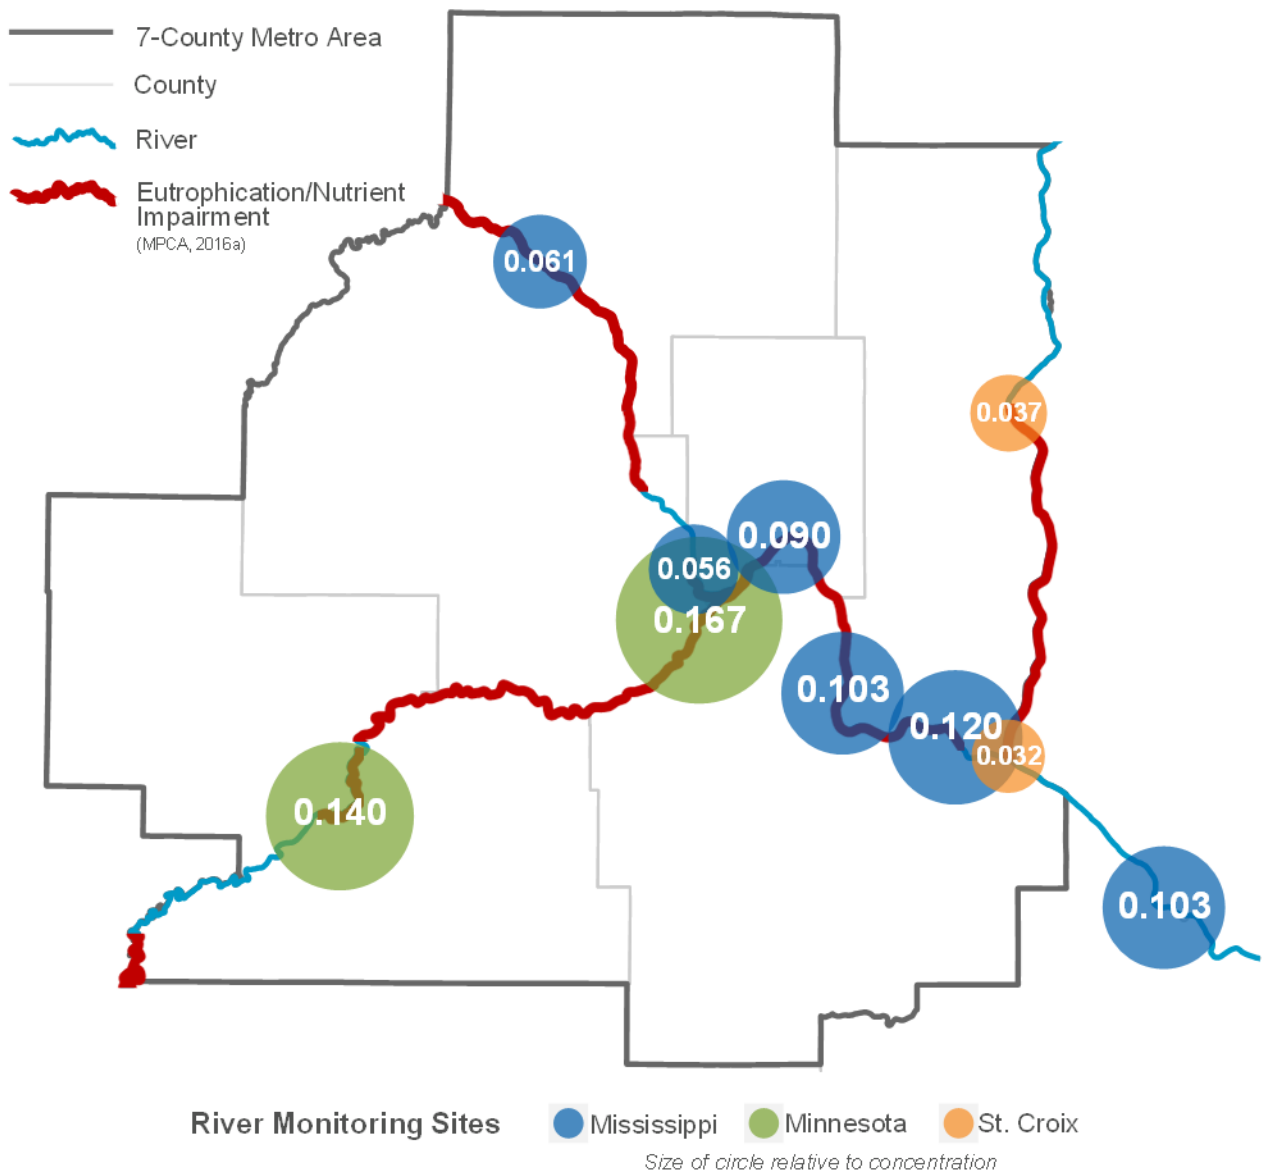 7-County Metro Area
County
River
Eutrophication/Nutrient
Impairment
(MPCA, 2016a)
0.061
0.037
0.090
0.056
0.167
0.103
0.120
0.032
0.140
0.103
River Monitoring Sites Mississippi Minnesota St. Croix
Size of circle relative to concentration